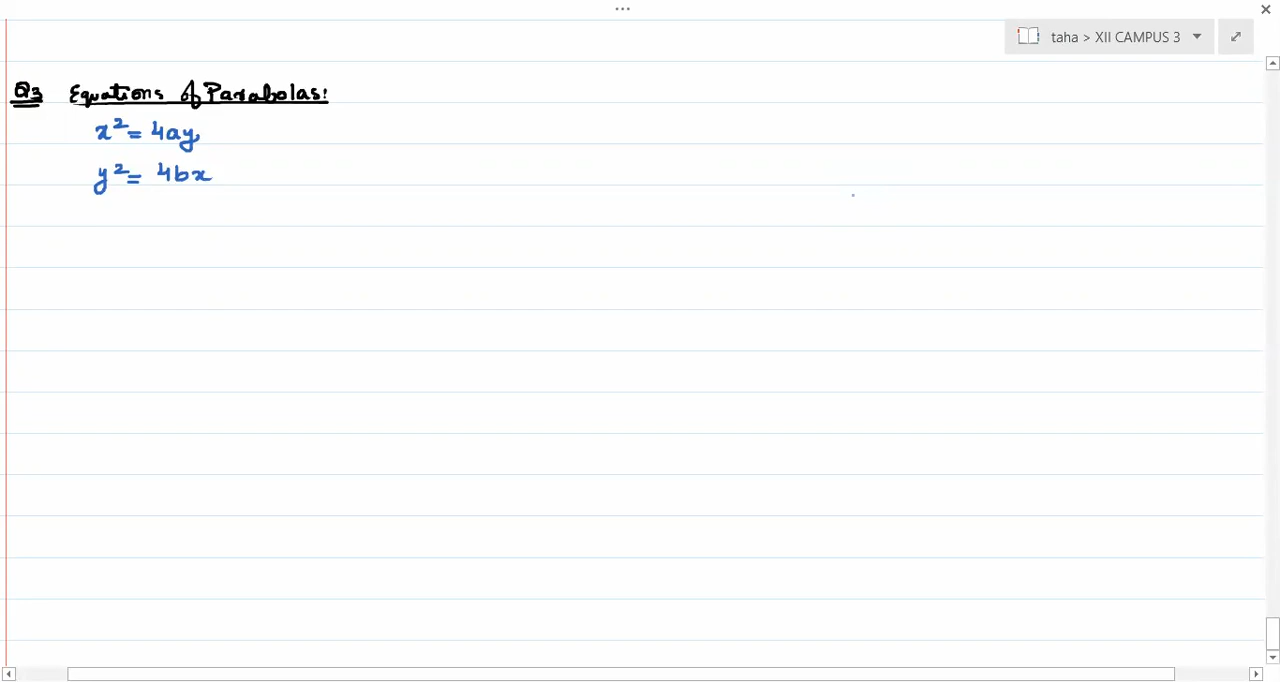 ...
taha > XII CAMPUS 3
Q3 Equations of Parabolas:
x² = 4ay
y² = 4bx